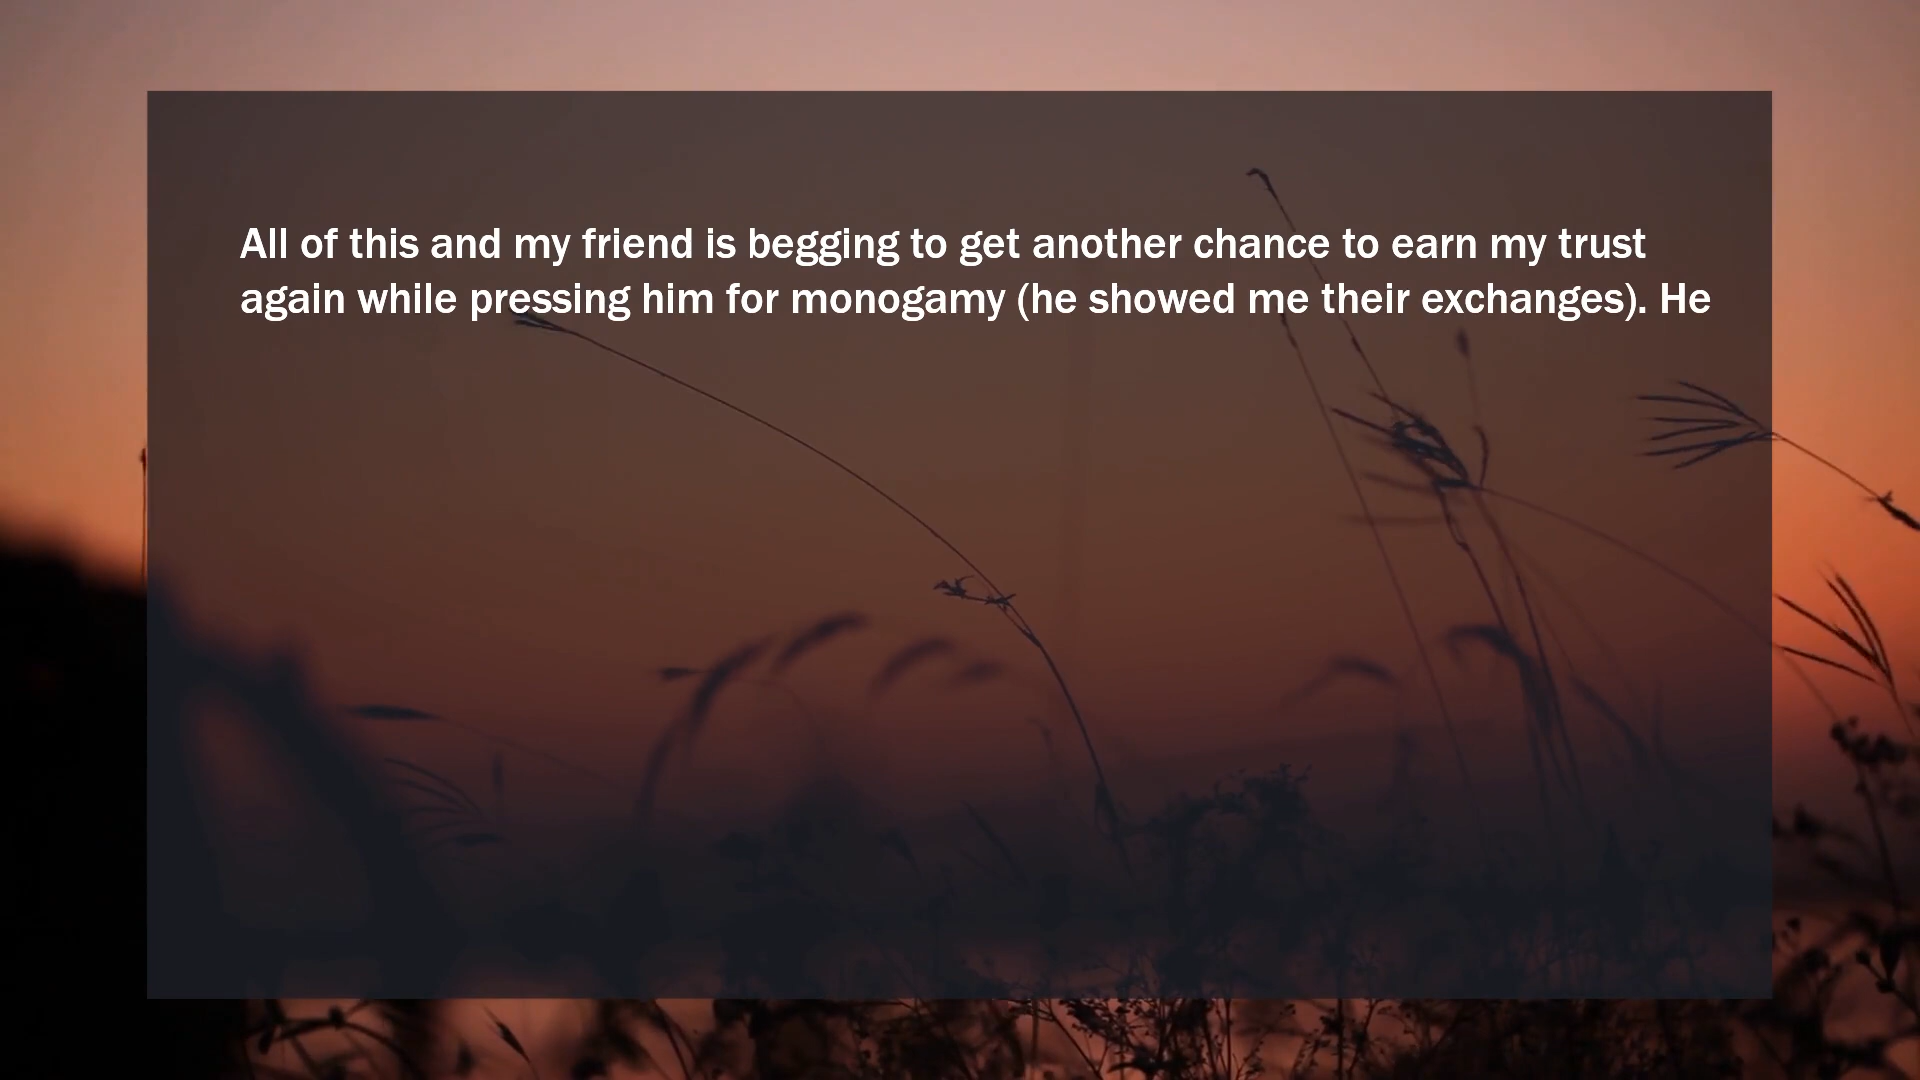 All of this and my friend is begging to get another chance to earn my trust
again while pressing him for monogamy (he showed me their exchanges). He